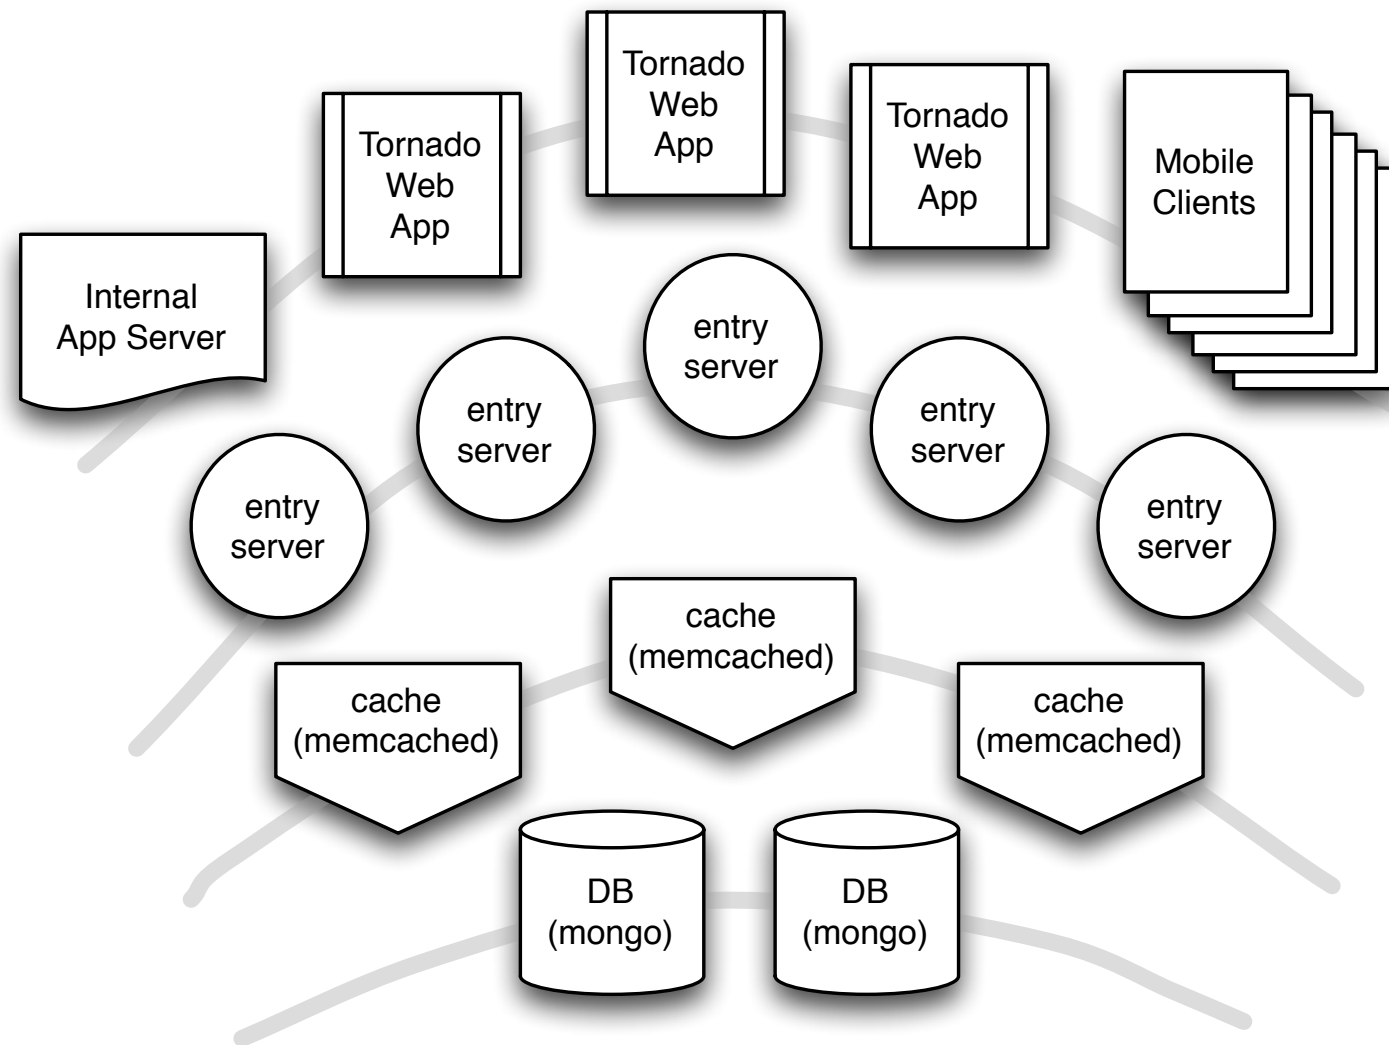 Tornado
Web
App
Tornado
Web
App
Tornado
Web
App
Mobile
Clients
Internal
App Server
entry
server
entry
server
entry
server
entry
server
entry
server
cache
(memcached)
cache
(memcached)
cache
(memcached)
DB
(mongo)
DB
(mongo)